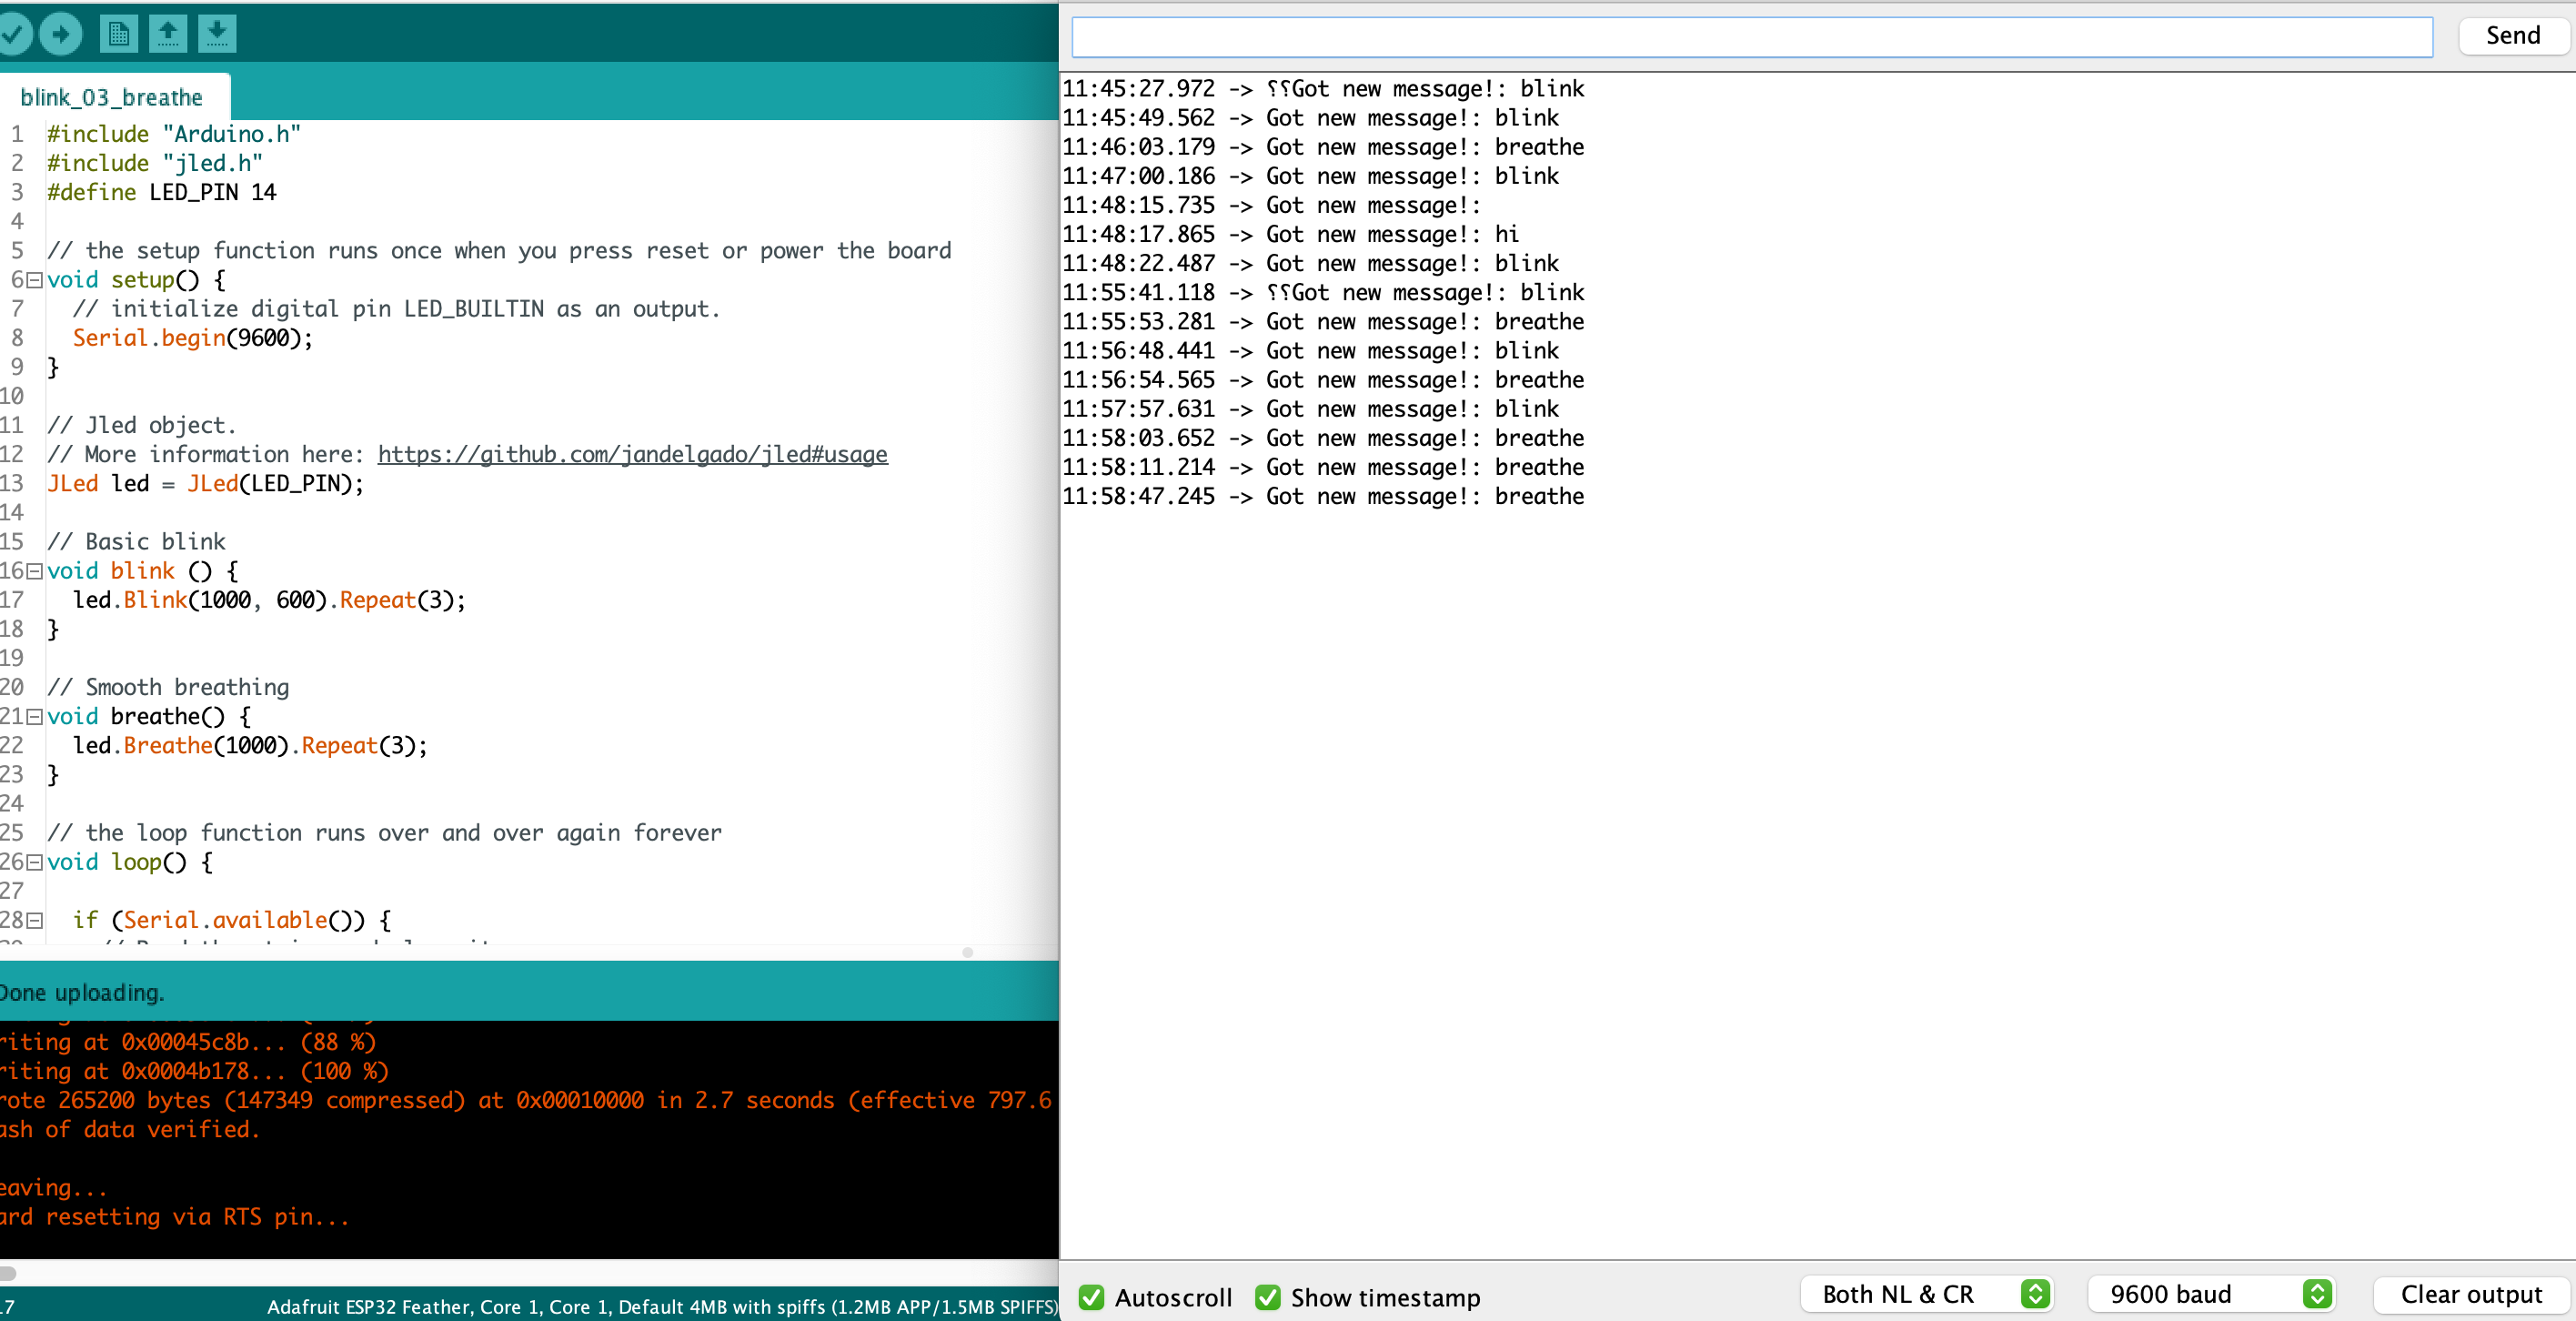 blink_03_breathe
1 #include "Arduino.h"
2 #include "jled.h"
3 #define LED_PIN 14
4
5 // the setup function runs once when you press reset or power the board
6 void setup() {
7 // initialize digital pin LED_BUILTIN as an output.
8 Serial.begin(9600);
9 }
10
11 // Jled object.
12 // More information here: https://github.com/jandelgado/jled#usage
13 JLed led = JLed(LED_PIN);
14
15 // Basic blink
16 void blink () {
17 led.Blink(1000, 600).Repeat(3);
18 }
19
20 // Smooth breathing
21 void breathe() {
22 led.Breathe(1000).Repeat(3);
23 }
24
25 // the loop function runs over and over again forever
26 void loop() {
27
28 if (Serial.available()) {
Done uploading.
riting at 0x00045c8b... (88 %)
riting at 0x0004b178... (100 %)
rote 265200 bytes (147349 compressed) at 0x00010000 in 2.7 seconds (effective 797.6
ash of data verified.
eaving...
ard resetting via RTS pin...
17 Adafruit ESP32 Feather, Core 1, Core 1, Default 4MB with spiffs (1.2MB APP/1.5MB SPIFFS)
Send
11:45:27.972 -> ⸮⸮Got new message!: blink
11:45:49.562 -> Got new message!: blink
11:46:03.179 -> Got new message!: breathe
11:47:00.186 -> Got new message!: blink
11:48:15.735 -> Got new message!:
11:48:17.865 -> Got new message!: hi
11:48:22.487 -> Got new message!: blink
11:55:41.118 -> ⸮⸮Got new message!: blink
11:55:53.281 -> Got new message!: breathe
11:56:48.441 -> Got new message!: blink
11:56:54.565 -> Got new message!: breathe
11:57:57.631 -> Got new message!: blink
11:58:03.652 -> Got new message!: breathe
11:58:11.214 -> Got new message!: breathe
11:58:47.245 -> Got new message!: breathe
Autoscroll Show timestamp Both NL & CR 9600 baud Clear output